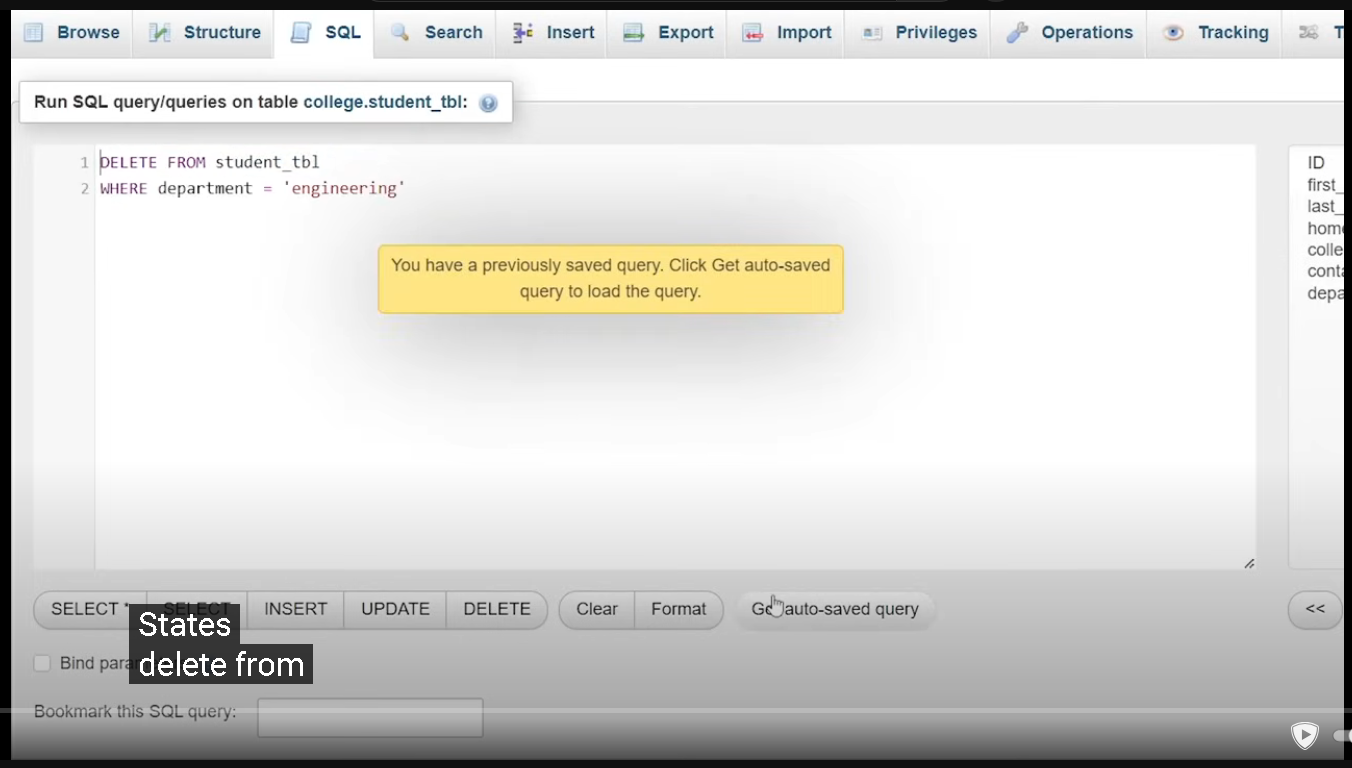 Browse Structure SQL Search Insert Export Import Privileges Operations Tracking T
Run SQL query/queries on table college.student_tbl:
1 DELETE FROM student_tbl
2 WHERE department = 'engineering'
You have a previously saved query. Click Get auto-saved
query to load the query.
ID
first_
last_
home
colle
conta
depa
SELECT * SELECT INSERT UPDATE DELETE Clear Format Get auto-saved query <<
States
delete from
Bind para
Bookmark this SQL query: